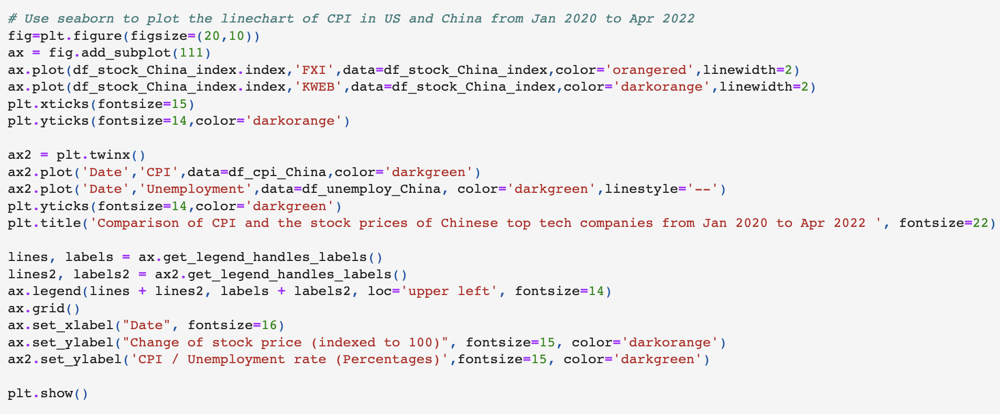 # Use seaborn to plot the linechart of CPI in US and China from Jan 2020 to Apr 2022
fig=plt.figure(figsize=(20,10))
ax = fig.add_subplot(111)
ax.plot(df_stock_China_index.index,'FXI',data=df_stock_China_index,color='orangered',linewidth=2)
ax.plot(df_stock_China_index.index,'KWEB',data=df_stock_China_index,color='darkorange',linewidth=2)
plt.xticks(fontsize=15)
plt.yticks(fontsize=14,color='darkorange')
ax2 = plt.twinx()
ax2.plot('Date','CPI',data=df_cpi_China,color='darkgreen')
ax2.plot('Date','Unemployment',data=df_unemploy_China, color='darkgreen',linestyle='--')
plt.yticks(fontsize=14,color='darkgreen')
plt.title('Comparison of CPI and the stock prices of Chinese top tech companies from Jan 2020 to Apr 2022 ', fontsize=22)
lines, labels = ax.get_legend_handles_labels()
lines2, labels2 = ax2.get_legend_handles_labels()
ax.legend(lines + lines2, labels + labels2, loc='upper left', fontsize=14)
ax.grid()
ax.set_xlabel("Date", fontsize=16)
ax.set_ylabel("Change of stock price (indexed to 100)", fontsize=15, color='darkorange')
ax2.set_ylabel('CPI / Unemployment rate (Percentages)',fontsize=15, color='darkgreen')
plt.show()